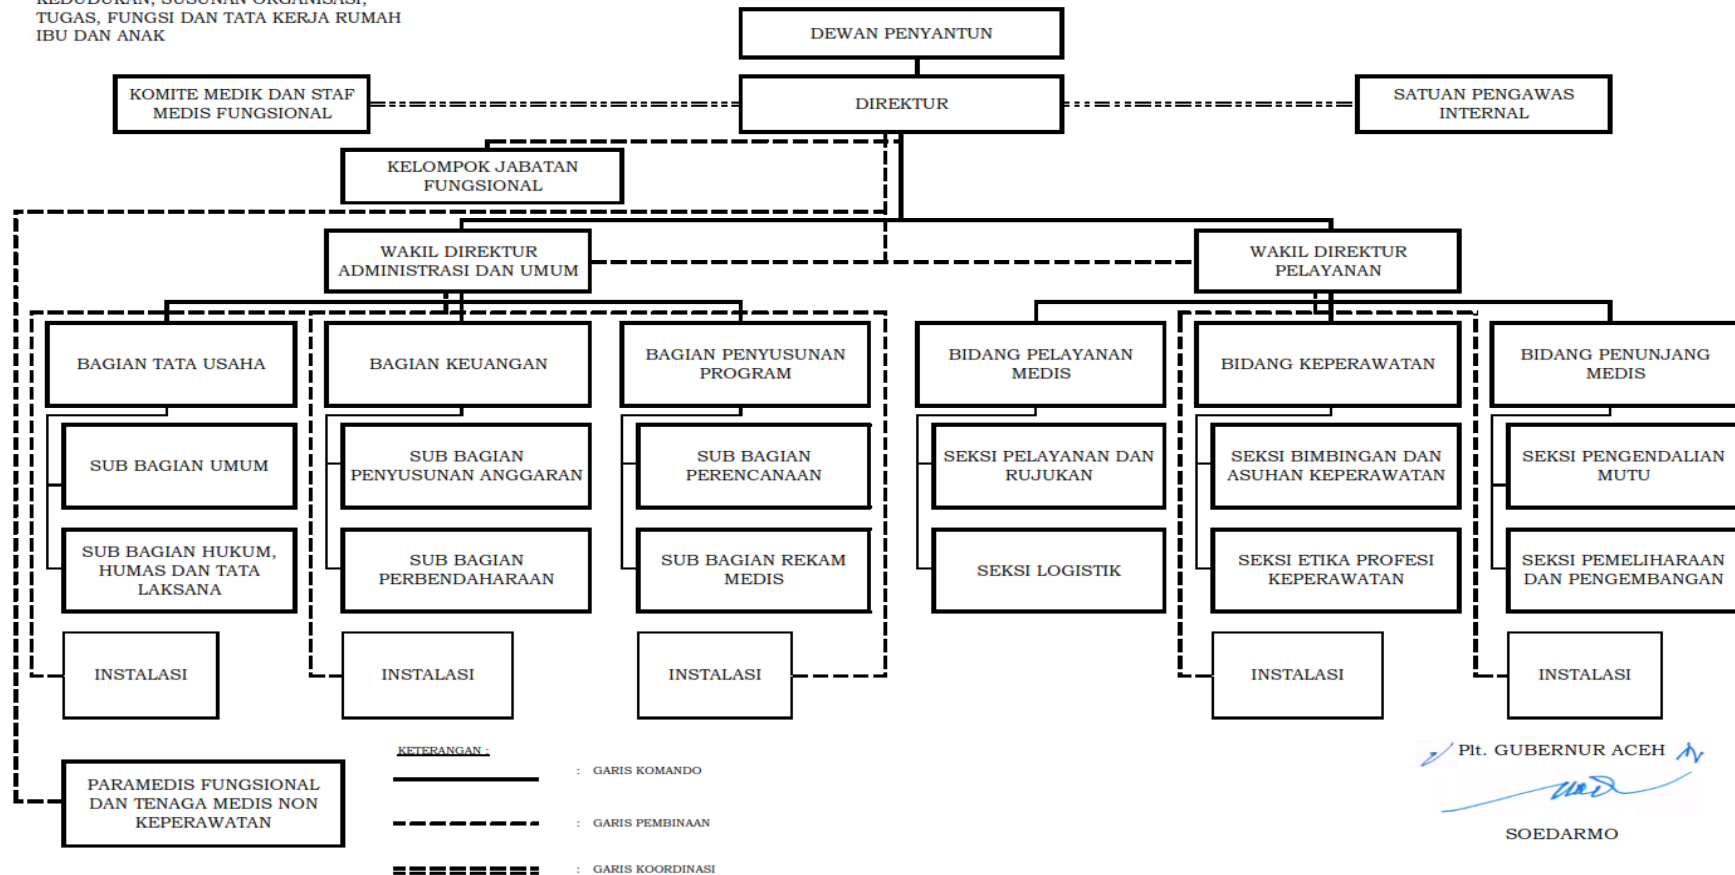 KEDUDUKAN, SUSUNAN ORGANISASI,
TUGAS, FUNGSI DAN TATA KERJA RUMAH
IBU DAN ANAK
DEWAN PENYANTUN
KOMITE MEDIK DAN STAF
MEDIS FUNGSIONAL
DIREKTUR
SATUAN PENGAWAS
INTERNAL
KELOMPOK JABATAN
FUNGSIONAL
WAKIL DIREKTUR
ADMINISTRASI DAN UMUM
WAKIL DIREKTUR
PELAYANAN
BAGIAN TATA USAHA
BAGIAN KEUANGAN
BAGIAN PENYUSUNAN
PROGRAM
BIDANG PELAYANAN
MEDIS
BIDANG KEPERAWATAN
BIDANG PENUNJANG
MEDIS
SUB BAGIAN UMUM
SUB BAGIAN
PENYUSUNAN ANGGARAN
SUB BAGIAN
PERENCANAAN
SEKSI PELAYANAN DAN
RUJUKAN
SEKSI BIMBINGAN DAN
ASUHAN KEPERAWATAN
SEKSI PENGENDALIAN
MUTU
SUB BAGIAN HUKUM,
HUMAS DAN TATA
LAKSANA
SUB BAGIAN
PERBENDAHARAAN
SUB BAGIAN REKAM
MEDIS
SEKSI LOGISTIK
SEKSI ETIKA PROFESI
KEPERAWATAN
SEKSI PEMELIHARAAN
DAN PENGEMBANGAN
INSTALASI
INSTALASI
INSTALASI
INSTALASI
INSTALASI
PARAMEDIS FUNGSIONAL
DAN TENAGA MEDIS NON
KEPERAWATAN
KETERANGAN :
: GARIS KOMANDO
: GARIS PEMBINAAN
: GARIS KOORDINASI
Plt. GUBERNUR ACEH
SOEDARMO